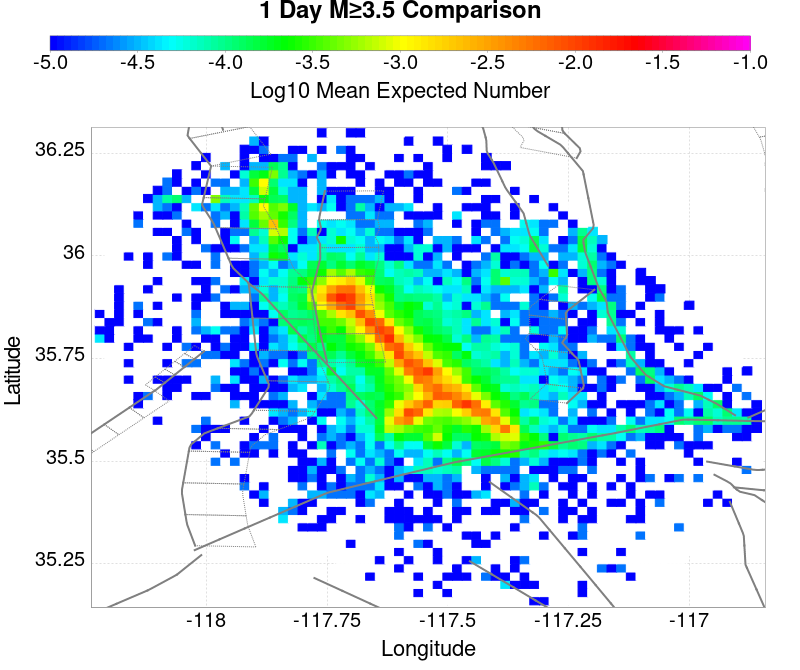 1 Day M≥3.5 Comparison
-5.0 -4.5 -4.0 -3.5 -3.0 -2.5 -2.0 -1.5 -1.0
Log10 Mean Expected Number
36.25
36
35.75
35.5
35.25
Latitude
-118 -117.75 -117.5 -117.25 -117
Longitude